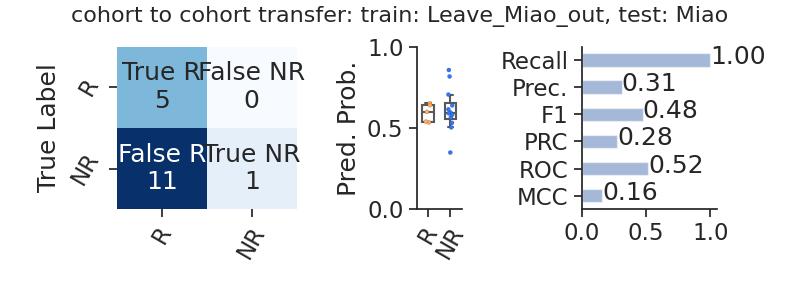 cohort to cohort transfer: train: Leave_Miao_out, test: Miao
True Label
R
NR
True R
5
False NR
0
False R
11
True NR
1
R
NR
Pred. Prob.
1.0
0.5
0.0
R
NR
Recall
1.00
Prec.
0.31
F1
0.48
PRC
0.28
ROC
0.52
MCC
0.16
0.0
0.5
1.0